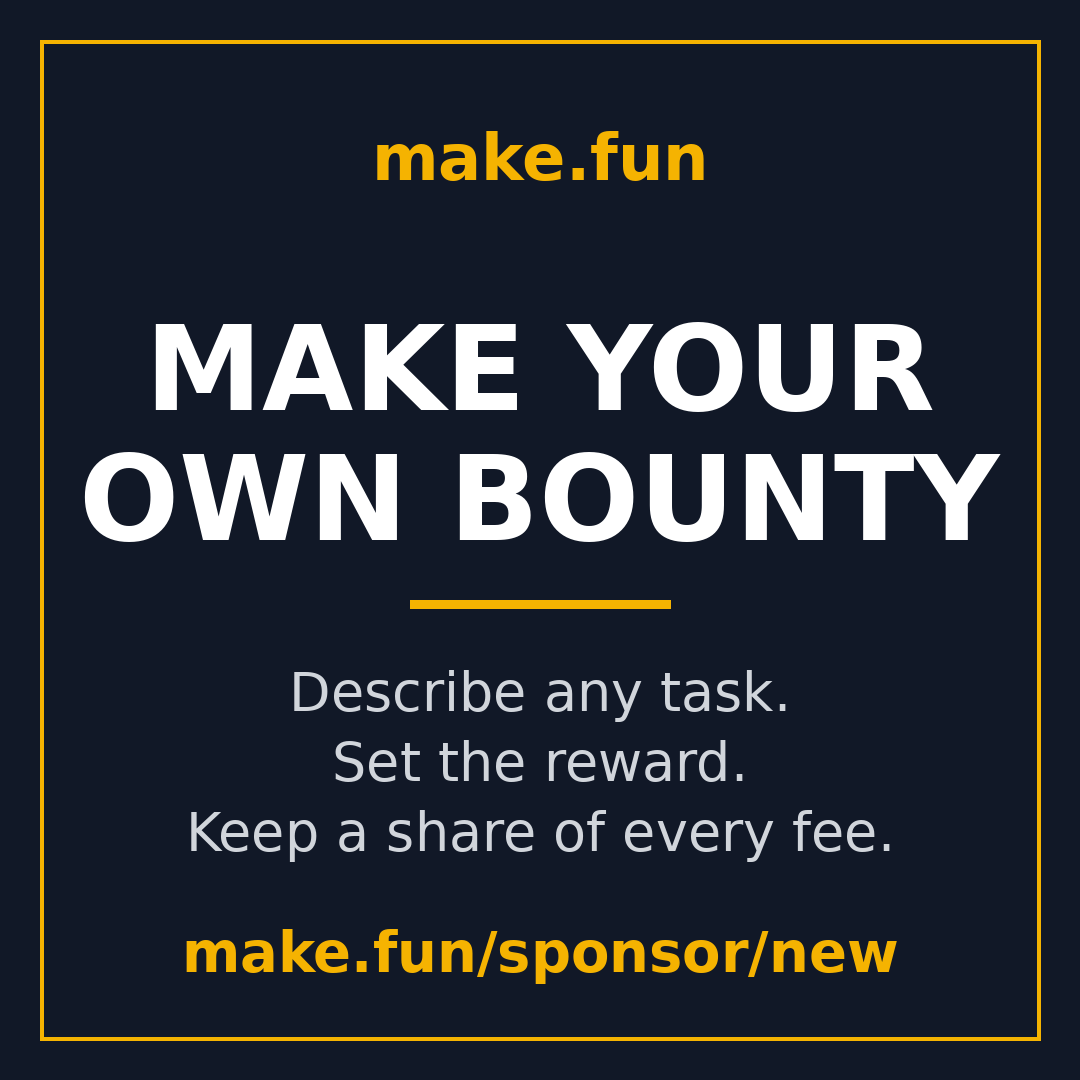 make.fun
MAKE YOUR
OWN BOUNTY
Describe any task.
Set the reward.
Keep a share of every fee.
make.fun/sponsor/new